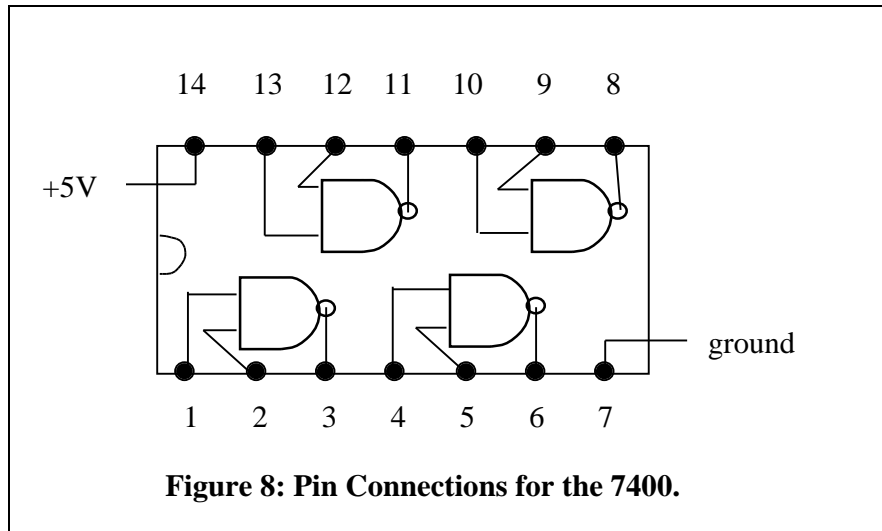 14 13 12 11 10 9 8
+5V
ground
1 2 3 4 5 6 7
Figure 8: Pin Connections for the 7400.